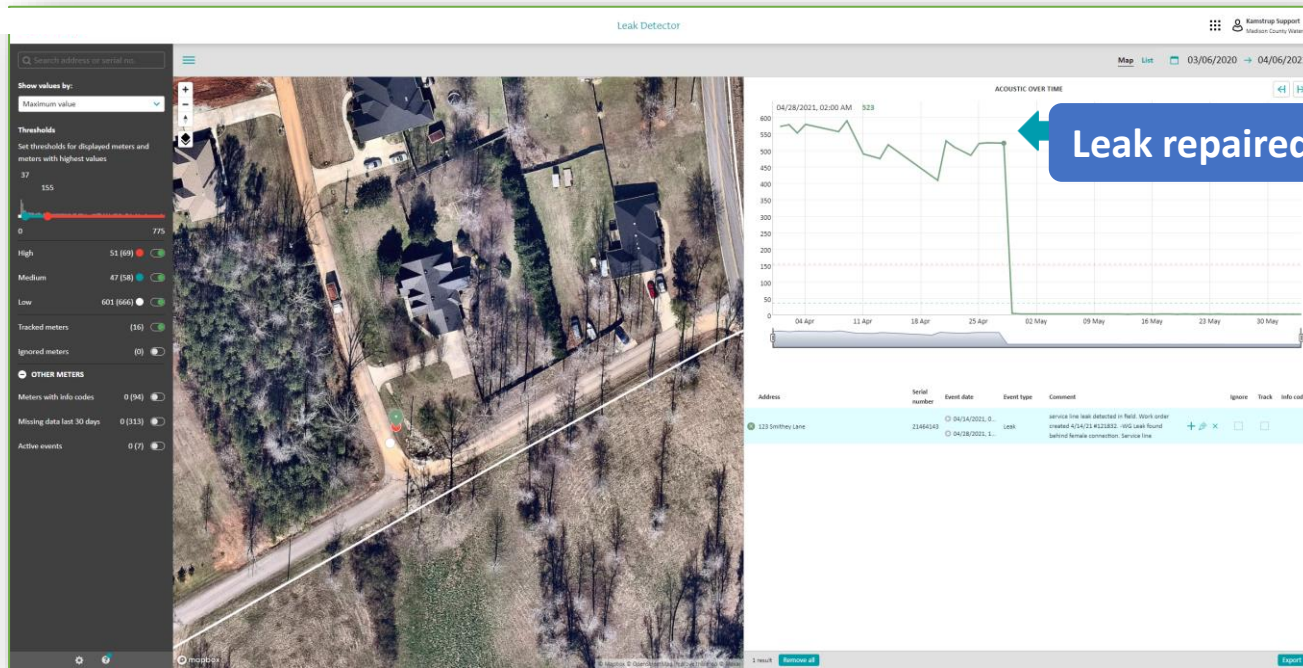 Leak Detector
Kamstrup Support
Madison County Water
Search address or serial no.
Map List 03/06/2020 → 04/06/202
Show values by:
Maximum value
Thresholds
Set thresholds for displayed meters and
meters with highest values
37
155
0 775
High 51 (69)
Medium 47 (58)
Low 601 (666)
Tracked meters (16)
Ignored meters (0)
OTHER METERS
Meters with info codes 0 (94)
Missing data last 30 days 0 (313)
Active events 0 (7)
mapbox
ACOUSTIC OVER TIME
04/28/2021, 02:00 AM 523
Leak repaired
600
550
500
450
400
350
300
250
200
150
100
50
0
04 Apr 11 Apr 18 Apr 25 Apr 02 May 09 May 16 May 23 May 30 May
Address Serial number Event date Event type Comment Ignore Track Info cod
123 Smithey Lane 21464143 04/14/2021, 0... 04/28/2021, 1... Leak
service line leak detected in field. Work order
created 4/14/21 #121832. -WG Leak found
behind female connection. Service line
1 result Remove all Export